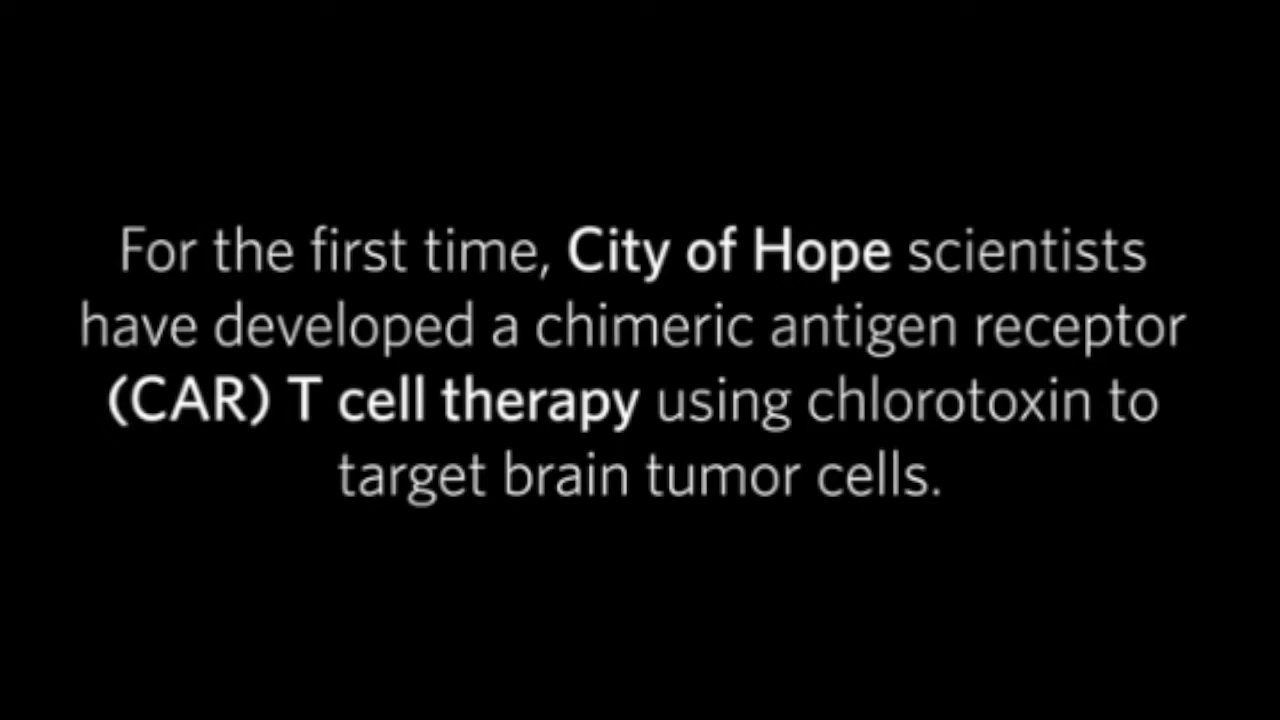 For the first time, City of Hope scientists
have developed a chimeric antigen receptor
(CAR) T cell therapy using chlorotoxin to
target brain tumor cells.